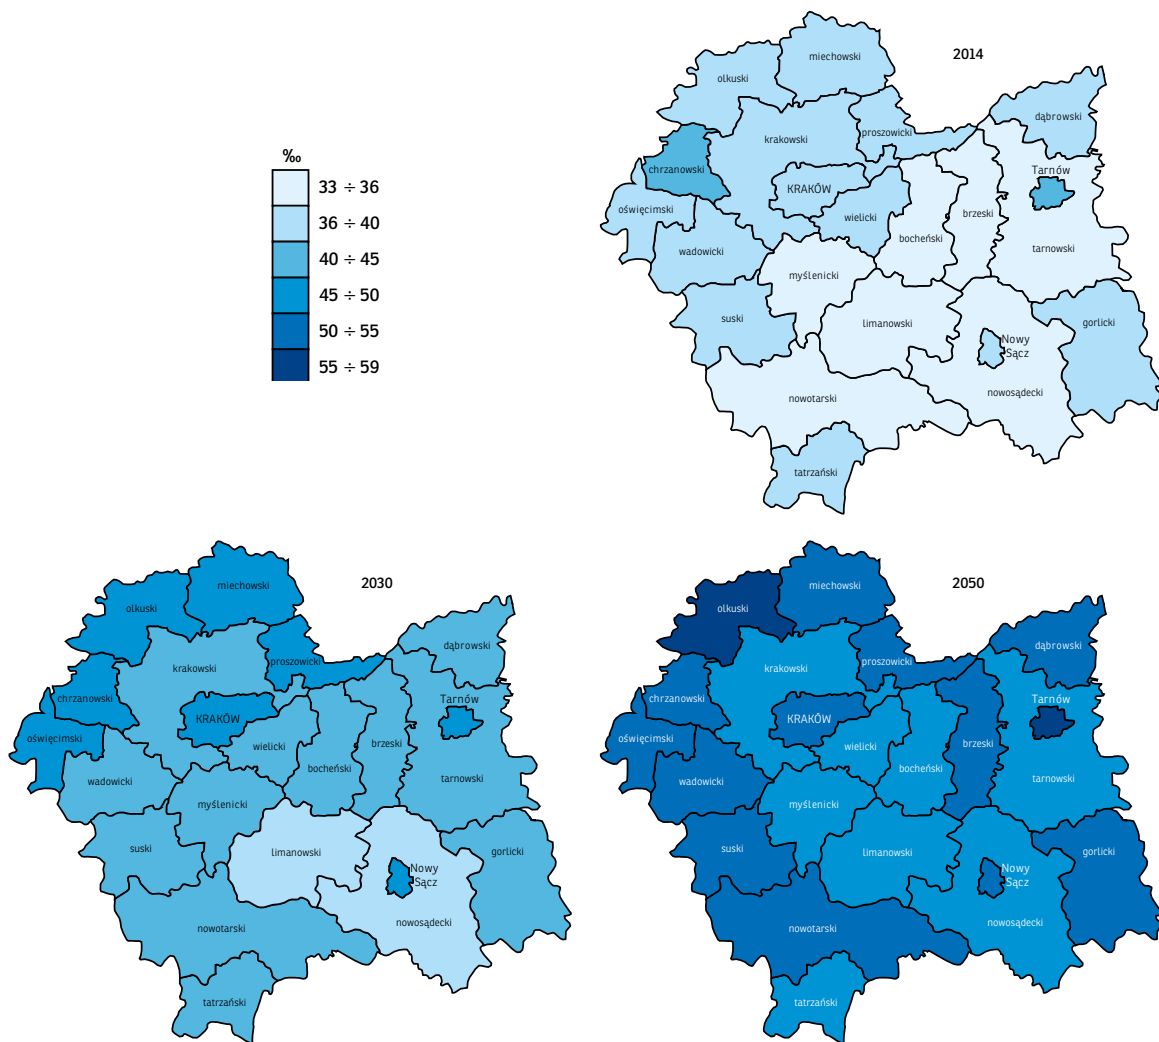 ‰
33 ÷ 36
36 ÷ 40
40 ÷ 45
45 ÷ 50
50 ÷ 55
55 ÷ 59
2014
miechowski
olkuski
dąbrowski
proszowicki
krakowski
chrzanowski
Tarnów
KRAKÓW
oświęcimski
wielicki
brzeski
bocheński
tarnowski
wadowicki
myślenicki
suski
limanowski
gorlicki
Nowy
Sącz
nowosądecki
nowotarski
tatrzański
2030
miechowski
olkuski
dąbrowski
proszowicki
krakowski
chrzanowski
Tarnów
KRAKÓW
oświęcimski
wielicki
brzeski
bocheński
tarnowski
wadowicki
myślenicki
suski
limanowski
gorlicki
Nowy
Sącz
nowosądecki
nowotarski
tatrzański
2050
miechowski
olkuski
dąbrowski
proszowicki
krakowski
chrzanowski
Tarnów
KRAKÓW
oświęcimski
wielicki
brzeski
bocheński
tarnowski
wadowicki
myślenicki
suski
limanowski
gorlicki
Nowy
Sącz
nowosądecki
nowotarski
tatrzański